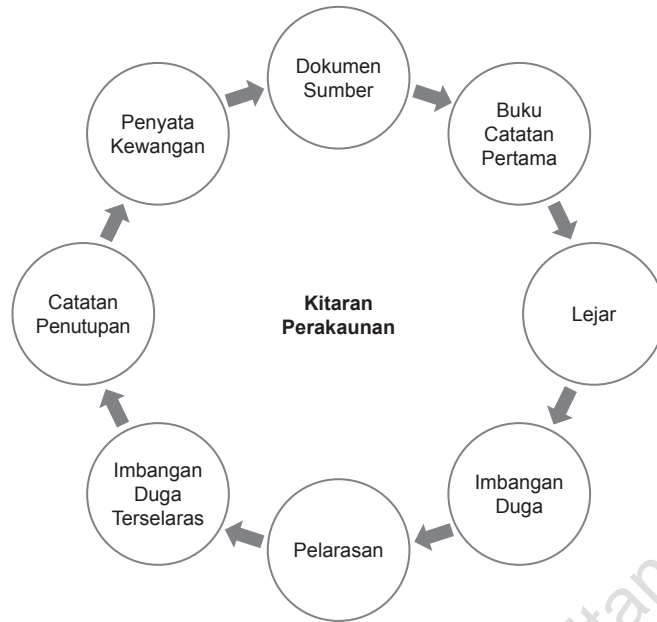 Dokumen
Sumber
Buku
Catatan
Pertama
Lejar
Imbangan
Duga
Pelarasan
Imbangan
Duga
Terselaras
Catatan
Penutupan
Penyata
Kewangan
Kitaran
Perakaunan